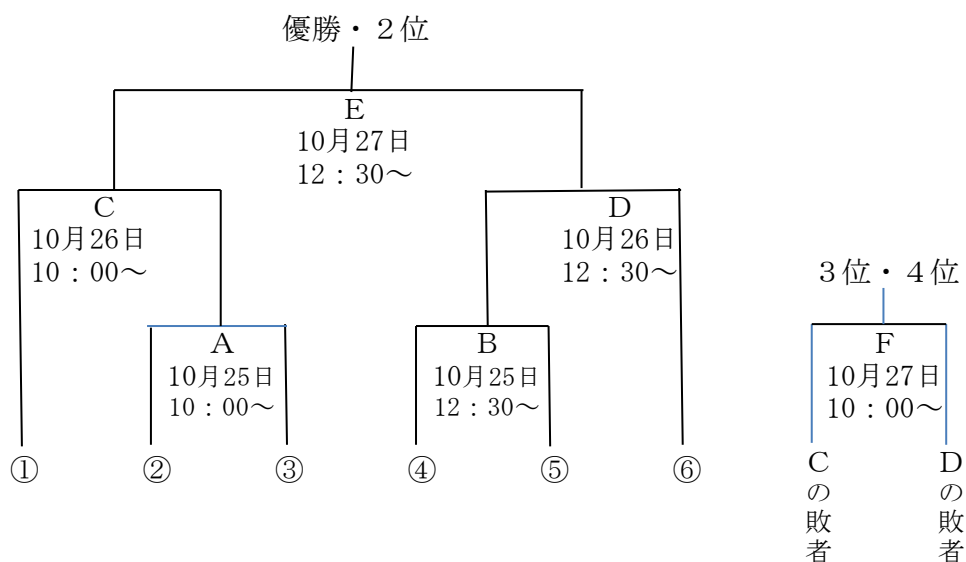 優勝・２位
E
10月27日
12：30～
C
10月26日
10：00～
D
10月26日
12：30～
A
10月25日
10：00～
B
10月25日
12：30～
①
②
③
④
⑤
⑥
３位・４位
F
10月27日
10：00～
Cの敗者
Dの敗者